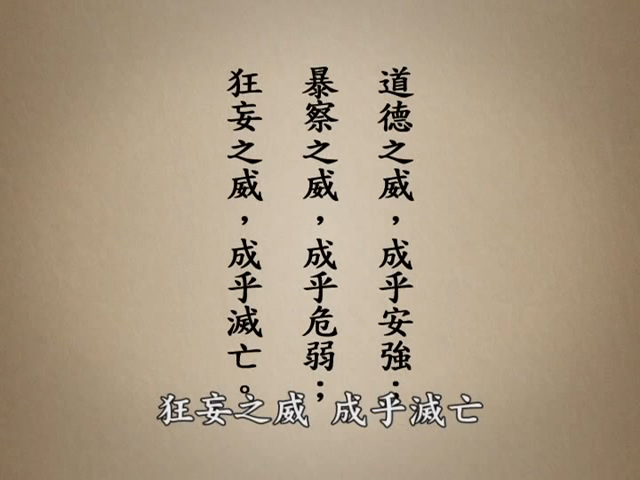 道德之威，成乎安強；
暴察之威，成乎危弱；
狂妄之威，成乎滅亡。
狂妄之威 成乎滅亡